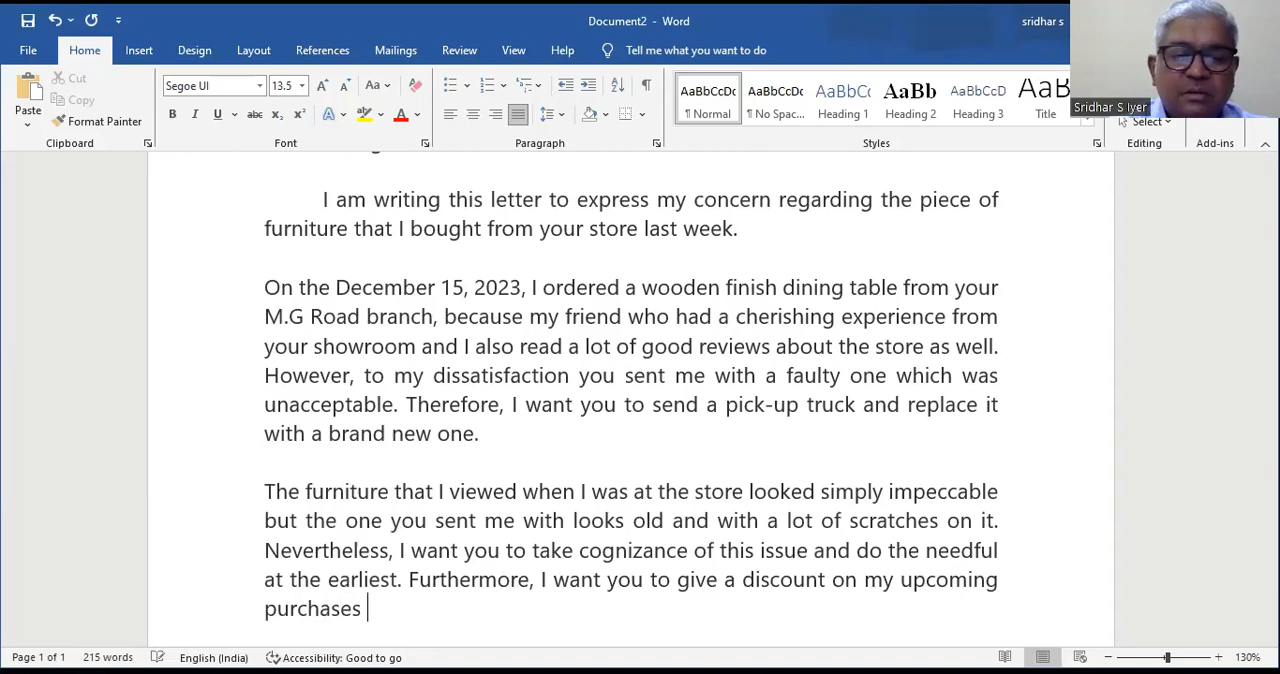 Document2 - Word
sridhar s
File Home Insert Design Layout References Mailings Review View Help Tell me what you want to do
Paste
Cut
Copy
Format Painter
Segoe UI 13.5
AaBbCcDc AaBbCcDc AaBbCc AaBb AaBbCcD AaB
¶ Normal ¶ No Spac... Heading 1 Heading 2 Heading 3 Title
Select
Clipboard Font Paragraph Styles Editing Add-ins
Sridhar S Iyer
I am writing this letter to express my concern regarding the piece of
furniture that I bought from your store last week.
On the December 15, 2023, I ordered a wooden finish dining table from your
M.G Road branch, because my friend who had a cherishing experience from
your showroom and I also read a lot of good reviews about the store as well.
However, to my dissatisfaction you sent me with a faulty one which was
unacceptable. Therefore, I want you to send a pick-up truck and replace it
with a brand new one.
The furniture that I viewed when I was at the store looked simply impeccable
but the one you sent me with looks old and with a lot of scratches on it.
Nevertheless, I want you to take cognizance of this issue and do the needful
at the earliest. Furthermore, I want you to give a discount on my upcoming
purchases
Page 1 of 1 215 words English (India) Accessibility: Good to go 130%